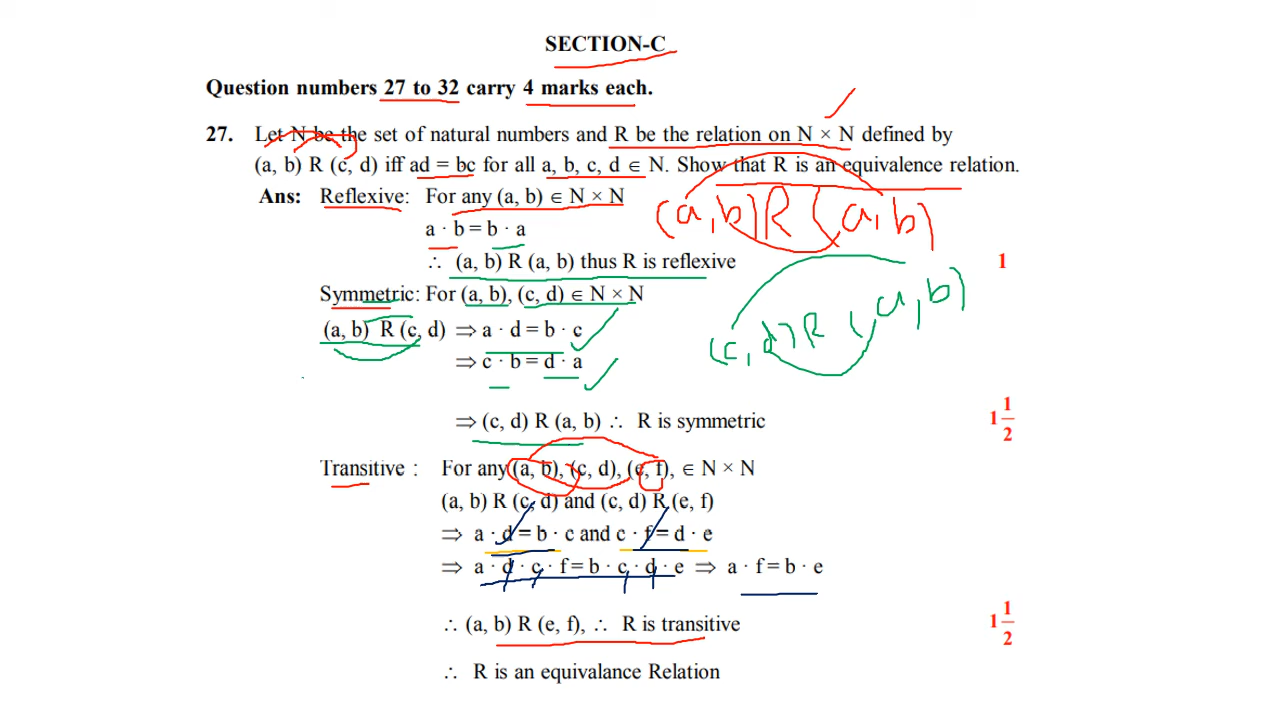 SECTION-C
Question numbers 27 to 32 carry 4 marks each.
27. Let N be the set of natural numbers and R be the relation on N × N defined by
(a, b) R (c, d) iff ad = bc for all a, b, c, d ∈ N. Show that R is an equivalence relation.
Ans: Reflexive: For any (a, b) ∈ N × N
(a, b) R (a, b)
a · b = b · a
∴ (a, b) R (a, b) thus R is reflexive 1
Symmetric: For (a, b), (c, d) ∈ N × N
(c, d) R (a, b)
(a, b) R (c, d) ⇒ a · d = b · c
⇒ c · b = d · a
⇒ (c, d) R (a, b) ∴ R is symmetric 1 1/2
Transitive : For any (a, b), (c, d), (e, f), ∈ N × N
(a, b) R (c, d) and (c, d) R (e, f)
⇒ a · d = b · c and c · f = d · e
⇒ a · d · c · f = b · c · d · e ⇒ a · f = b · e
∴ (a, b) R (e, f), ∴ R is transitive 1 1/2
∴ R is an equivalance Relation